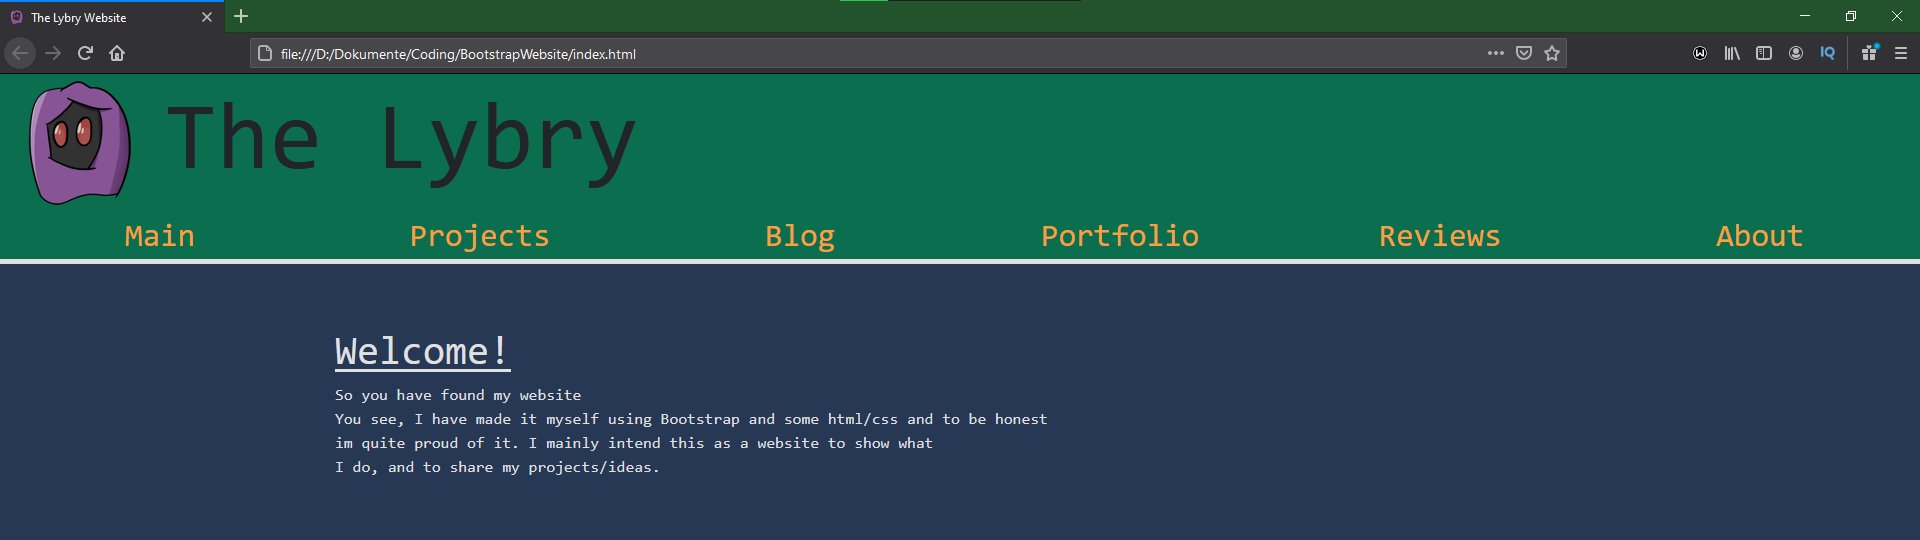 The Lybry Website
file:///D:/Dokumente/Coding/BootstrapWebsite/index.html
W
IQ
The Lybry
Main Projects Blog Portfolio Reviews About
Welcome!
So you have found my website
You see, I have made it myself using Bootstrap and some html/css and to be honest
im quite proud of it. I mainly intend this as a website to show what
I do, and to share my projects/ideas.